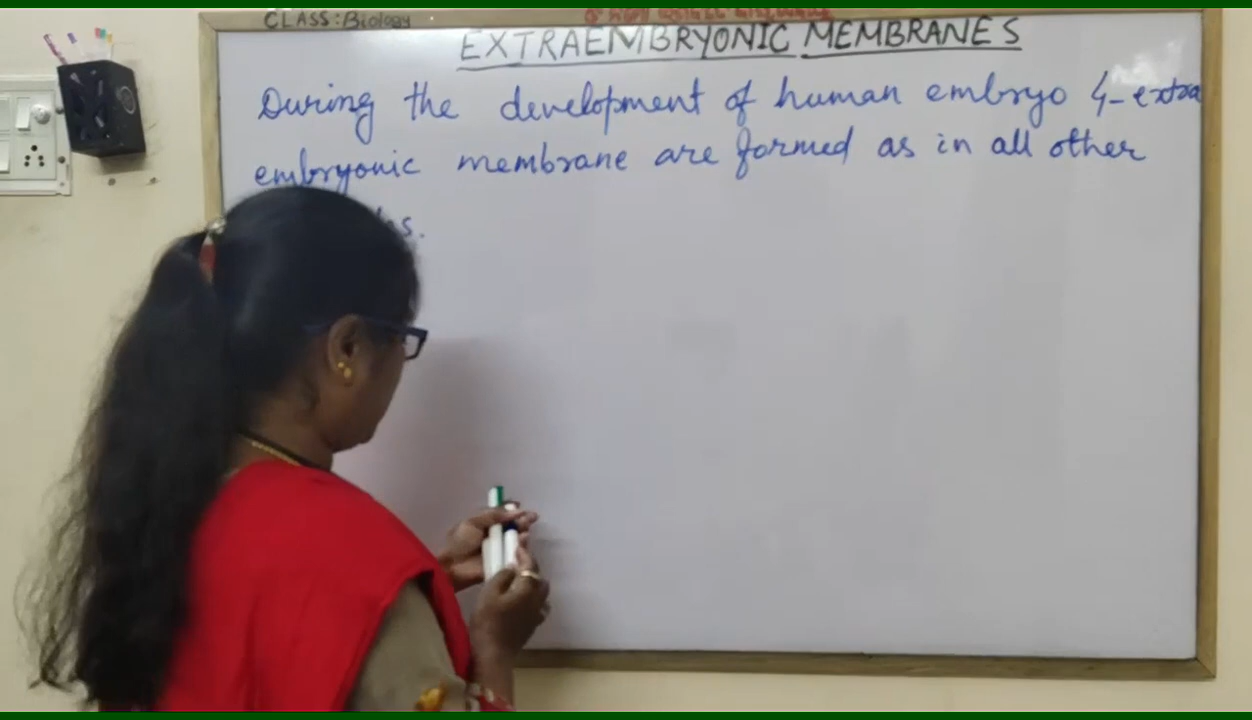 CLASS: Biology
EXTRAEMBRYONIC MEMBRANES
During the development of human embryo 4-extra
embryonic membrane are formed as in all other